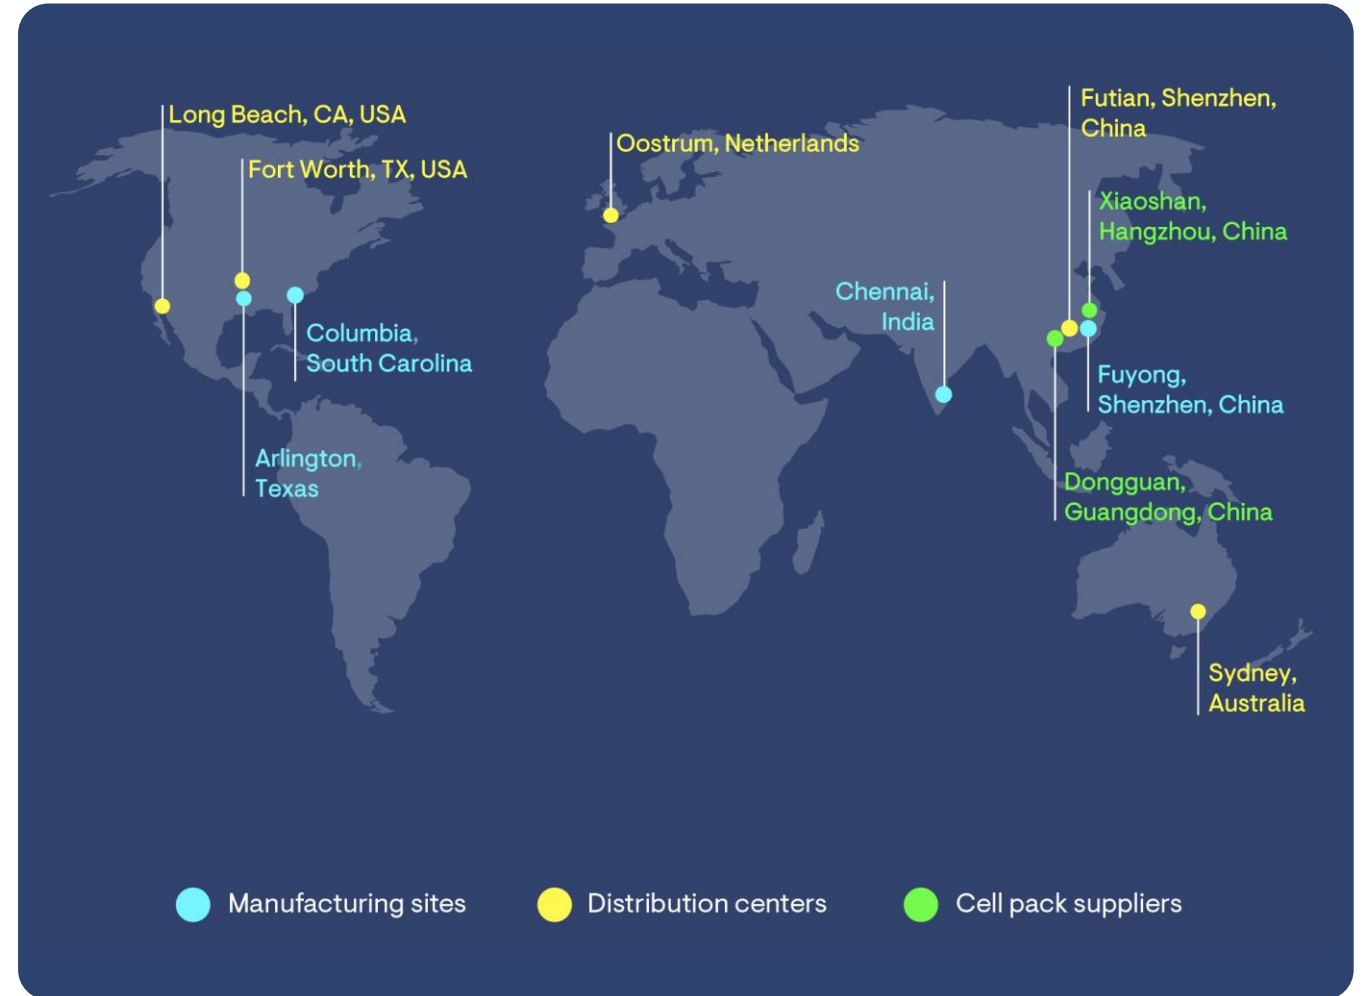 Long Beach, CA, USA
Fort Worth, TX, USA
Oostrum, Netherlands
Futian, Shenzhen,
China
Xiaoshan,
Hangzhou, China
Chennai,
India
Columbia,
South Carolina
Fuyong,
Shenzhen, China
Arlington,
Texas
Dongguan,
Guangdong, China
Sydney,
Australia
Manufacturing sites
Distribution centers
Cell pack suppliers